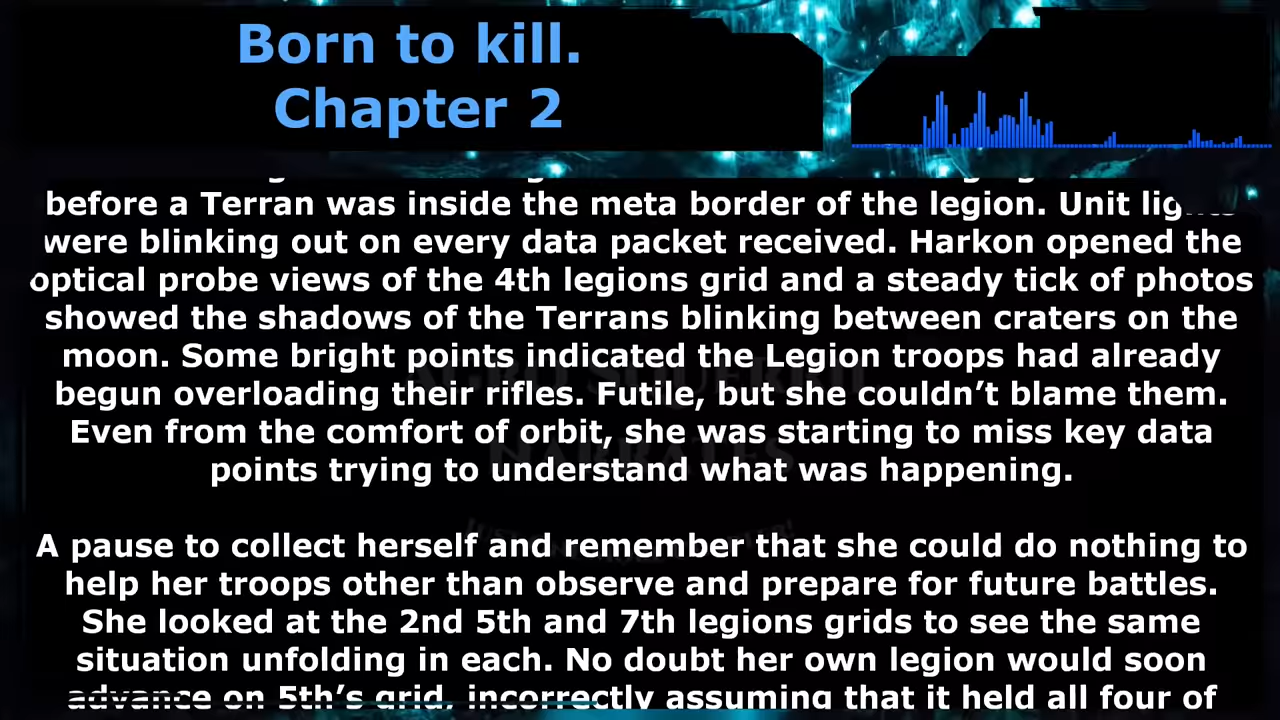 Born to kill.
Chapter 2
before a Terran was inside the meta border of the legion. Unit lights
were blinking out on every data packet received. Harkon opened the
optical probe views of the 4th legions grid and a steady tick of photos
showed the shadows of the Terrans blinking between craters on the
moon. Some bright points indicated the Legion troops had already
begun overloading their rifles. Futile, but she couldn’t blame them.
Even from the comfort of orbit, she was starting to miss key data
points trying to understand what was happening.
A pause to collect herself and remember that she could do nothing to
help her troops other than observe and prepare for future battles.
She looked at the 2nd 5th and 7th legions grids to see the same
situation unfolding in each. No doubt her own legion would soon
advance on 5th’s grid, incorrectly assuming that it held all four of